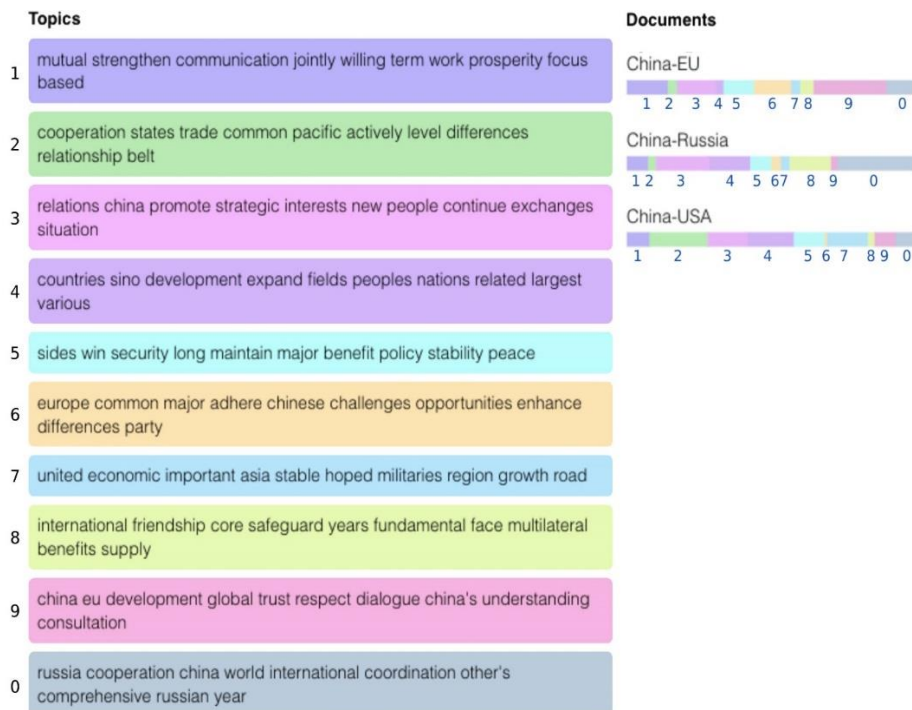 Topics
1
mutual strengthen communication jointly willing term work prosperity focus
based
2
cooperation states trade common pacific actively level differences
relationship belt
3
relations china promote strategic interests new people continue exchanges
situation
4
countries sino development expand fields peoples nations related largest
various
5
sides win security long maintain major benefit policy stability peace
6
europe common major adhere chinese challenges opportunities enhance
differences party
7
united economic important asia stable hoped militaries region growth road
8
international friendship core safeguard years fundamental face multilateral
benefits supply
9
china eu development global trust respect dialogue china's understanding
consultation
0
russia cooperation china world international coordination other's
comprehensive russian year
Documents
China-EU
1 2 3 4 5 6 7 8 9 0
China-Russia
1 2 3 4 5 6 7 8 9 0
China-USA
1 2 3 4 5 6 7 8 9 0